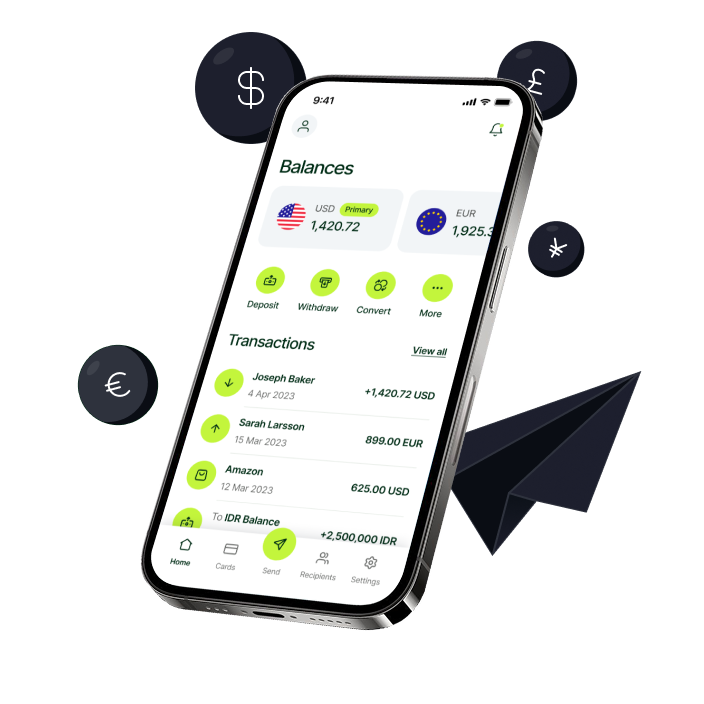 $
£
9:41
Balances
USD Primary
1,420.72
EUR
1,925.3
¥
Deposit Withdraw Convert More
Transactions View all
€
Joseph Baker
4 Apr 2023
+1,420.72 USD
Sarah Larsson
15 Mar 2023
899.00 EUR
Amazon
12 Mar 2023
625.00 USD
To IDR Balance
+2,500,000 IDR
Home Cards Send Recipients Settings